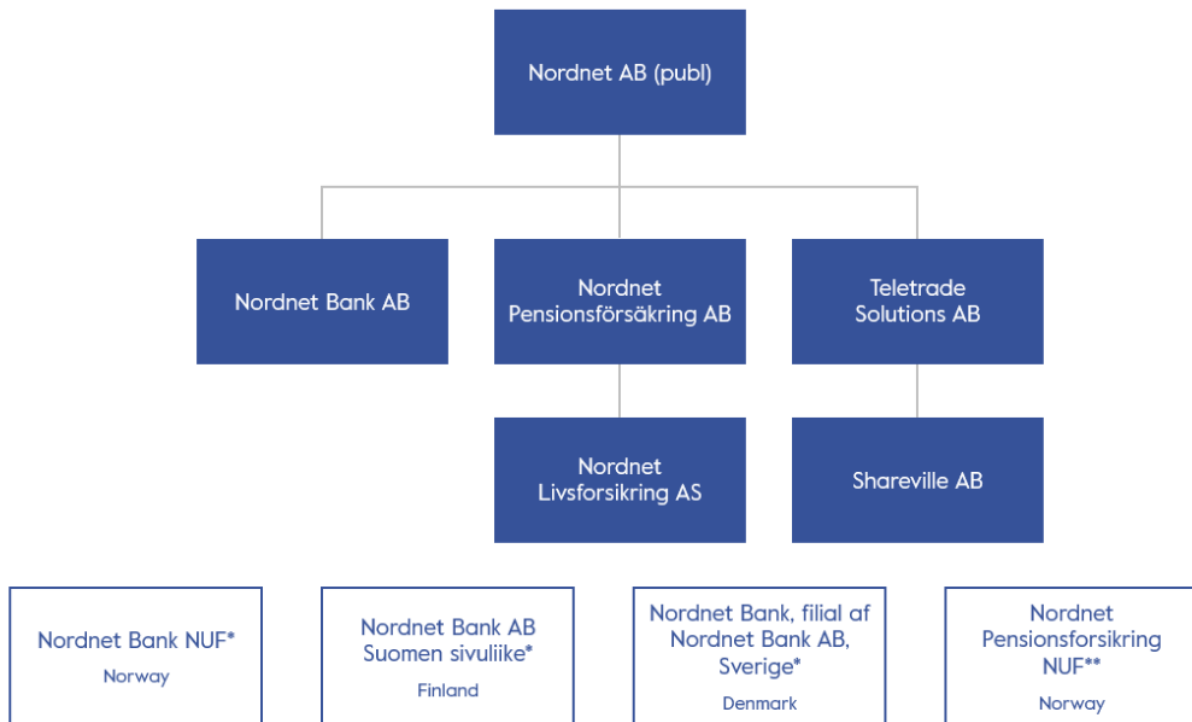 Nordnet AB (publ)
Nordnet Bank AB
Nordnet
Pensionsförsäkring AB
Teletrade
Solutions AB
Nordnet
Livsforsikring AS
Shareville AB
Nordnet Bank NUF*
Norway
Nordnet Bank AB
Suomen sivuliike*
Finland
Nordnet Bank, filial af
Nordnet Bank AB,
Sverige*
Denmark
Nordnet
Pensionsforsikring
NUF**
Norway